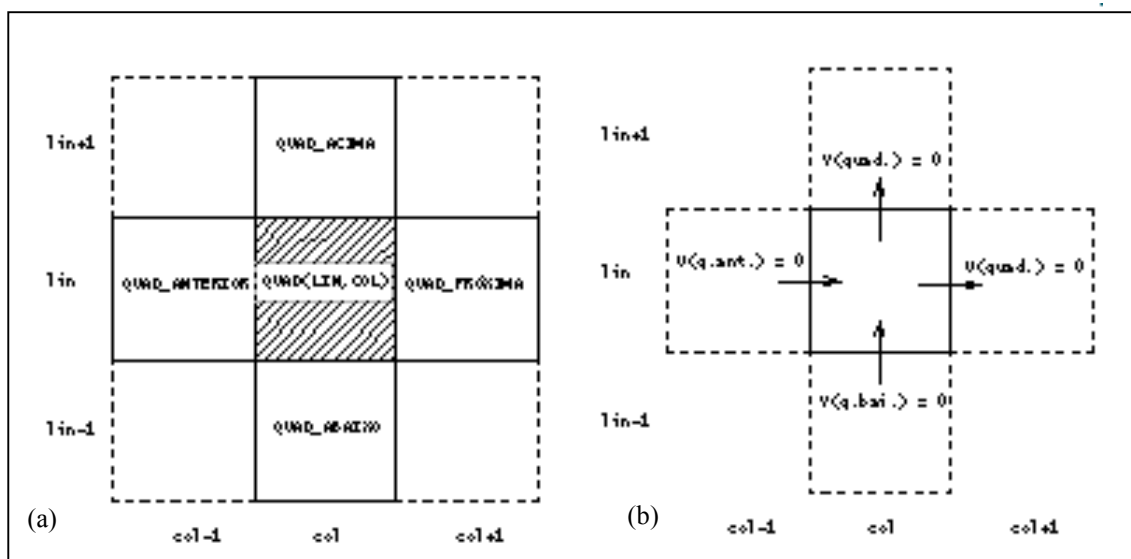 lin+1
QUAD_ACIMA
lin
QUAD_ANTERIOR
QUAD(LIN,COL)
QUAD_PRÓXIMA
lin-1
QUAD_ABAIXO
(a)
col-1
col
col+1
lin+1
V(quad.) = 0
lin
U(q.ant.) = 0
U(quad.) = 0
V(q.bai.) = 0
lin-1
(b)
col-1
col
col+1